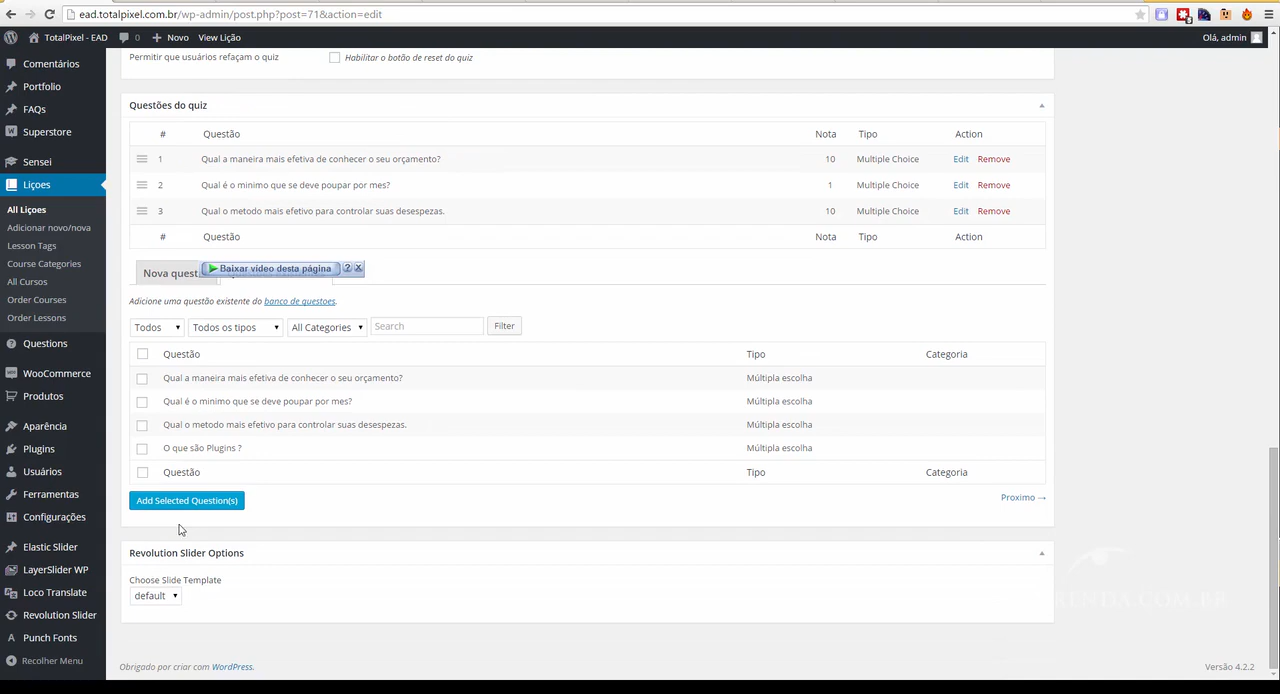 ead.totalpixel.com.br/wp-admin/post.php?post=71&action=edit
TotalPixel - EAD 0 Novo View Lição Olá, admin
Comentários
Portfolio
FAQs
Superstore
Sensei
Liçoes
All Liçoes
Adicionar novo/nova
Lesson Tags
Course Categories
All Cursos
Order Courses
Order Lessons
Questions
WooCommerce
Produtos
Aparência
Plugins
Usuários
Ferramentas
Configurações
Elastic Slider
LayerSlider WP
Loco Translate
Revolution Slider
Punch Fonts
Recolher Menu
Permitir que usuários refaçam o quiz Habilitar o botão de reset do quiz
Questões do quiz
# Questão Nota Tipo Action
1 Qual a maneira mais efetiva de conhecer o seu orçamento? 10 Multiple Choice Edit Remove
2 Qual é o minimo que se deve poupar por mes? 1 Multiple Choice Edit Remove
3 Qual o metodo mais efetivo para controlar suas desespezas. 10 Multiple Choice Edit Remove
# Questão Nota Tipo Action
Nova quest
Baixar vídeo desta página ? X
Adicione uma questão existente do banco de questoes.
Todos Todos os tipos All Categories Search Filter
Questão Tipo Categoria
Qual a maneira mais efetiva de conhecer o seu orçamento? Múltipla escolha
Qual é o minimo que se deve poupar por mes? Múltipla escolha
Qual o metodo mais efetivo para controlar suas desespezas. Múltipla escolha
O que são Plugins ? Múltipla escolha
Questão Tipo Categoria
Add Selected Question(s) Proximo →
Revolution Slider Options
Choose Slide Template
default
Obrigado por criar com WordPress. Versão 4.2.2